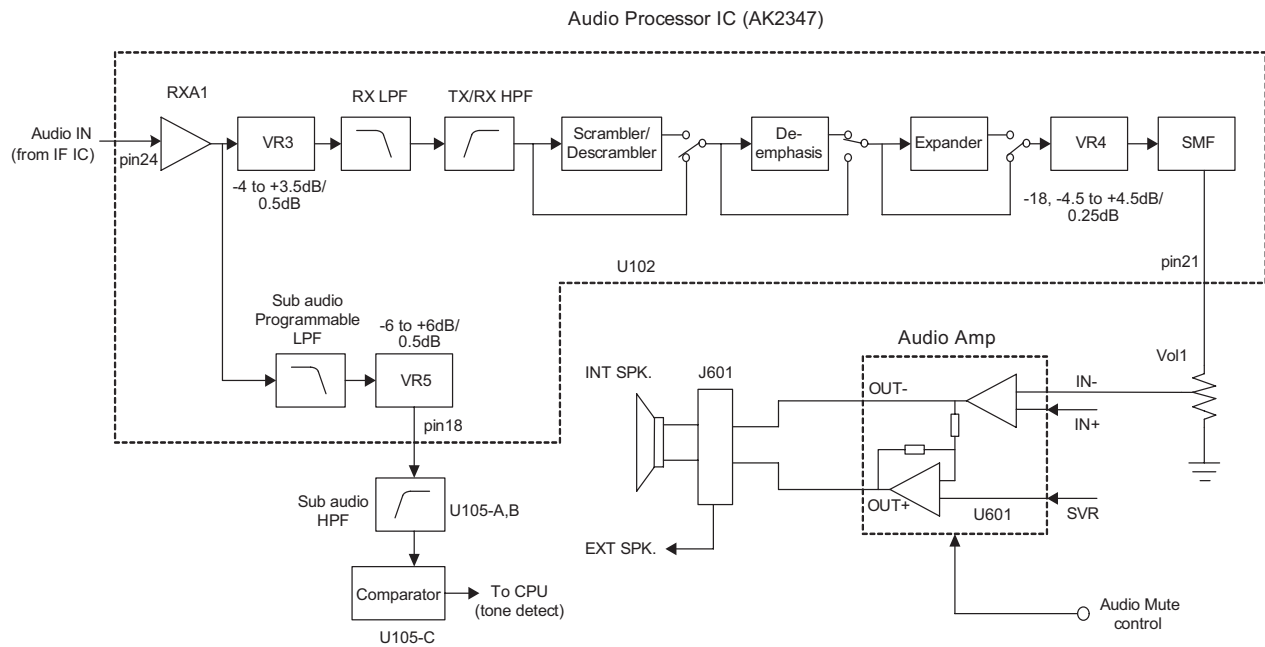 Audio Processor IC (AK2347)
RXA1
RX LPF
TX/RX HPF
Audio IN
(from IF IC)
pin24
VR3
Scrambler/
Descrambler
De-
emphasis
Expander
VR4
SMF
-4 to +3.5dB/
0.5dB
-18, -4.5 to +4.5dB/
0.25dB
U102
pin21
Sub audio
Programmable
LPF
-6 to +6dB/
0.5dB
VR5
pin18
Audio Amp
Vol1
INT SPK.
J601
OUT-
IN-
IN+
OUT+
U601
SVR
Sub audio
HPF
U105-A,B
EXT SPK.
Comparator
To CPU
(tone detect)
U105-C
Audio Mute
control